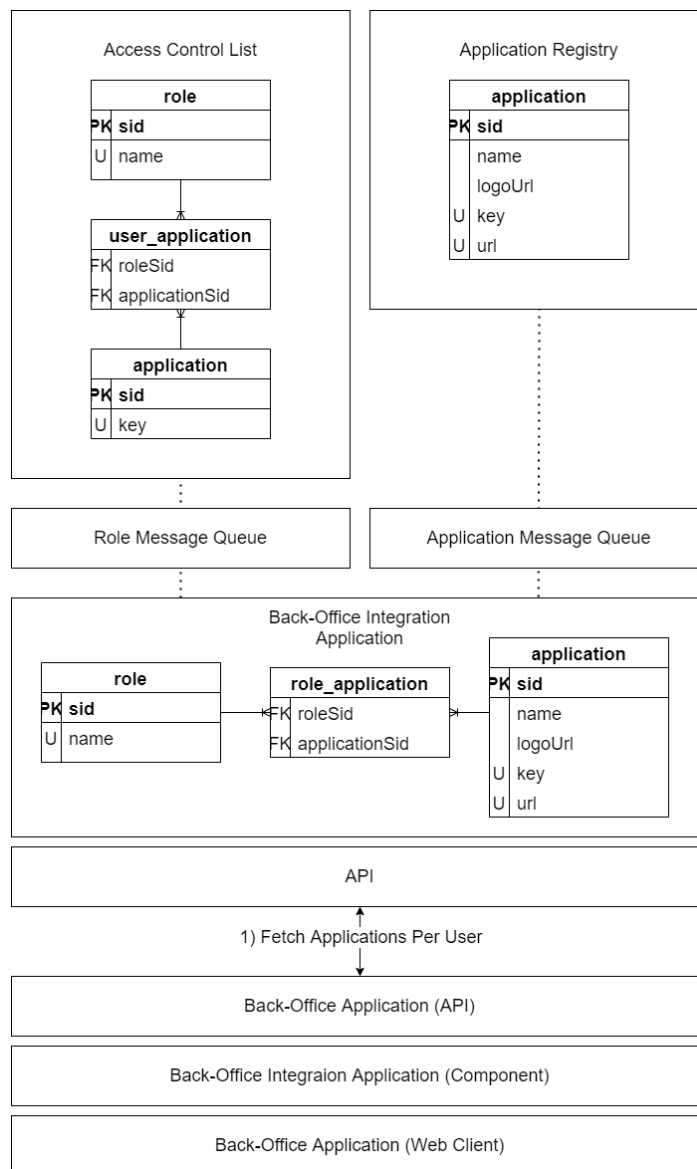 Access Control List
role
PK sid
U name
user_application
FK roleSid
FK applicationSid
application
PK sid
U key
Application Registry
application
PK sid
name
logoUrl
U key
U url
Role Message Queue
Application Message Queue
Back-Office Integration
Application
role
PK sid
U name
role_application
FK roleSid
FK applicationSid
application
PK sid
name
logoUrl
U key
U url
API
1) Fetch Applications Per User
Back-Office Application (API)
Back-Office Integraion Application (Component)
Back-Office Application (Web Client)